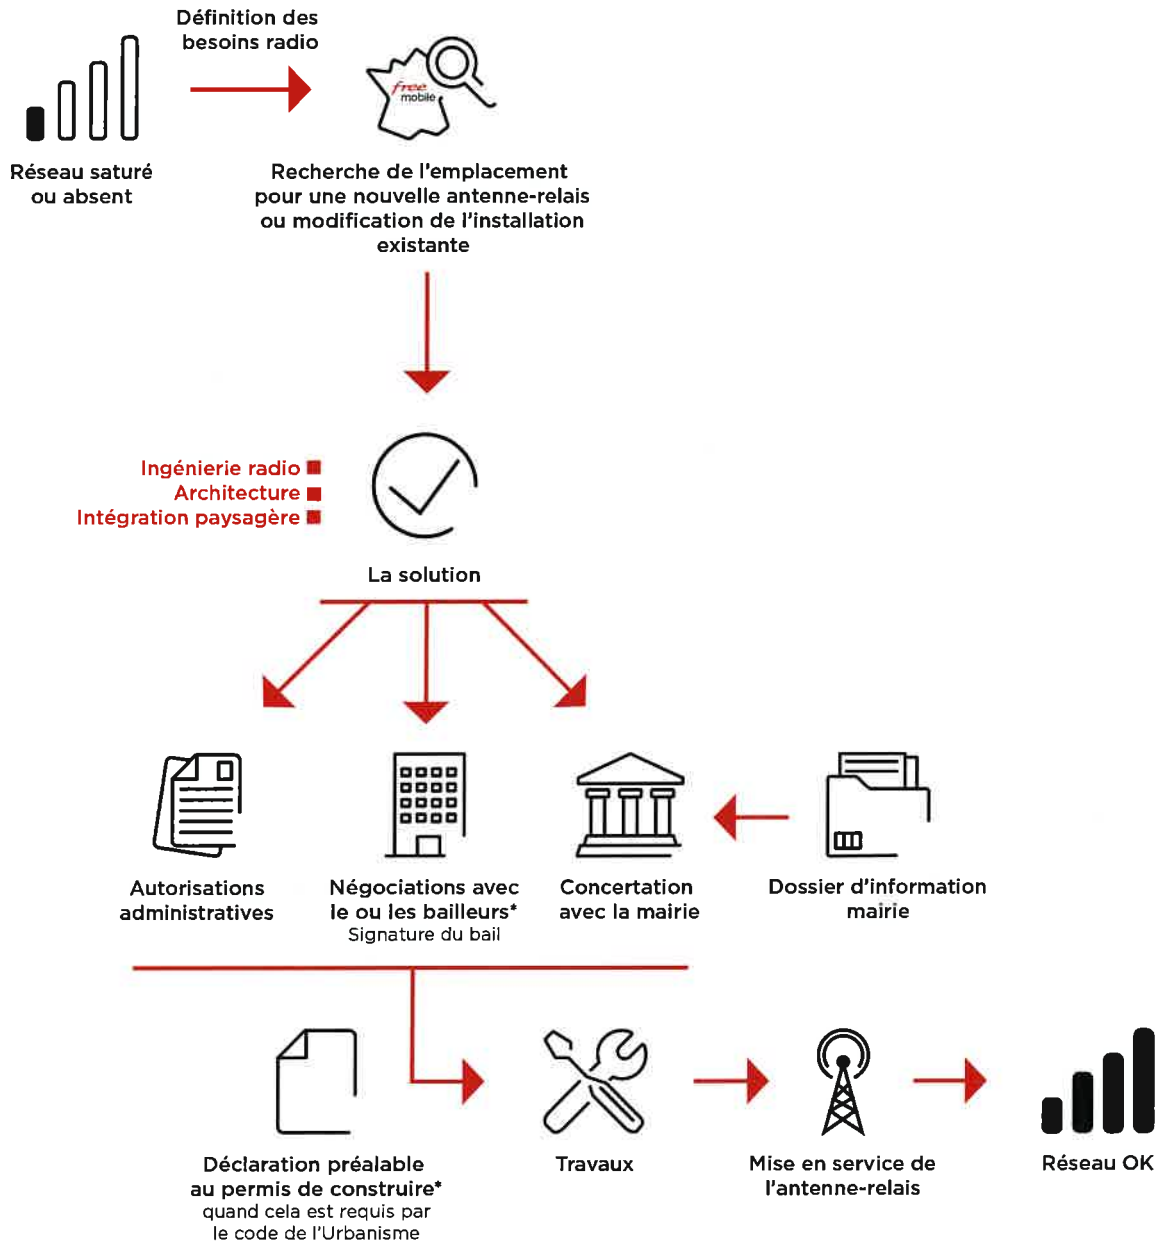 Définition des
besoins radio
free
mobile
Réseau saturé
ou absent
Recherche de l'emplacement
pour une nouvelle antenne-relais
ou modification de l'installation
existante
Ingénierie radio
Architecture
Intégration paysagère
La solution
Autorisations
administratives
Négociations avec
le ou les bailleurs*
Signature du bail
Concertation
avec la mairie
Dossier d'information
mairie
Déclaration préalable
au permis de construire*
quand cela est requis par
le code de l'Urbanisme
Travaux
Mise en service de
l'antenne-relais
Réseau OK